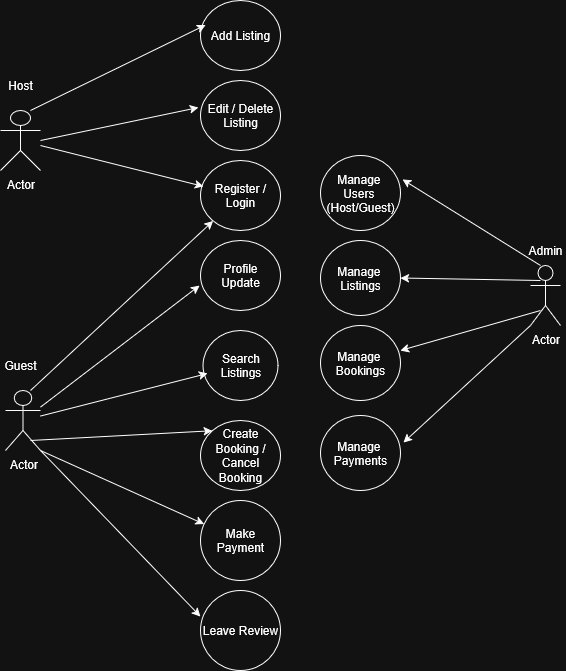 Add Listing
Host
Edit / Delete
Listing
Actor
Register /
Login
Manage
Users
(Host/Guest)
Admin
Profile
Update
Manage
Listings
Actor
Guest
Search
Listings
Manage
Bookings
Actor
Create
Booking /
Cancel
Booking
Manage
Payments
Make
Payment
Leave Review